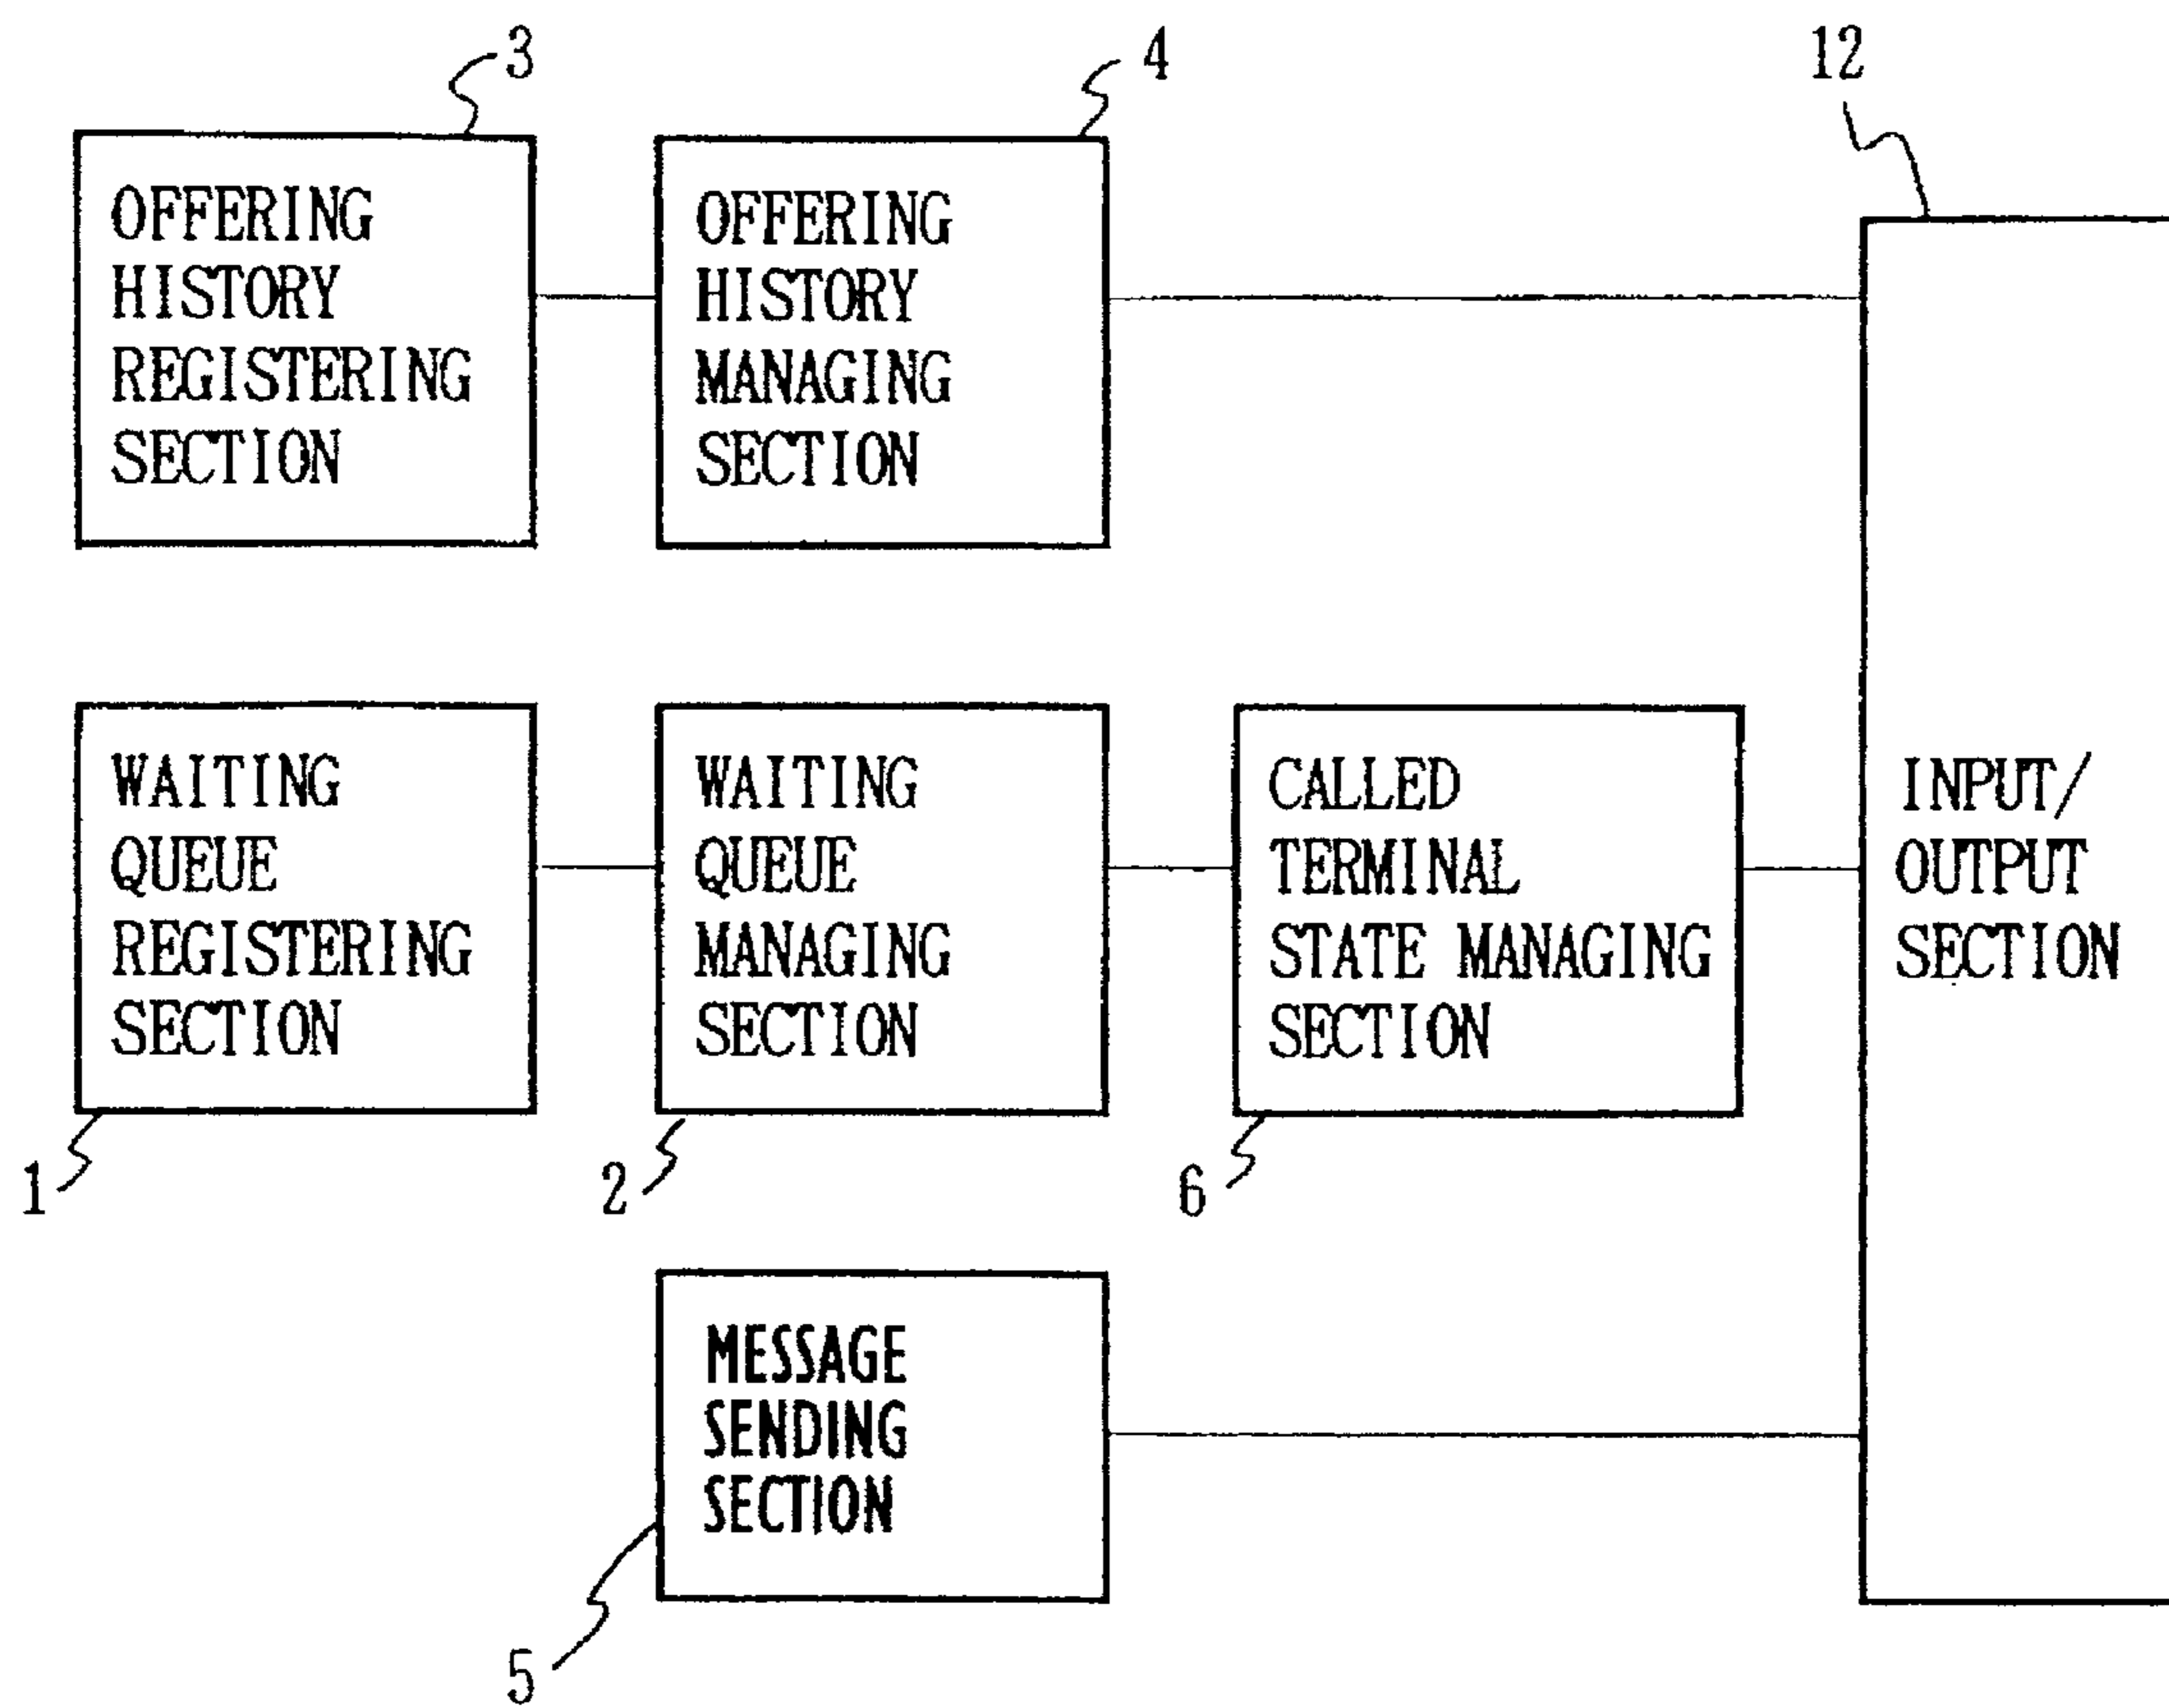 3
4
12
OFFERING
HISTORY
REGISTERING
SECTION
OFFERING
HISTORY
MANAGING
SECTION
WAITING
QUEUE
REGISTERING
SECTION
WAITING
QUEUE
MANAGING
SECTION
CALLED
TERMINAL
STATE MANAGING
SECTION
INPUT/
OUTPUT
SECTION
1
2
6
MESSAGE
SENDING
SECTION
5